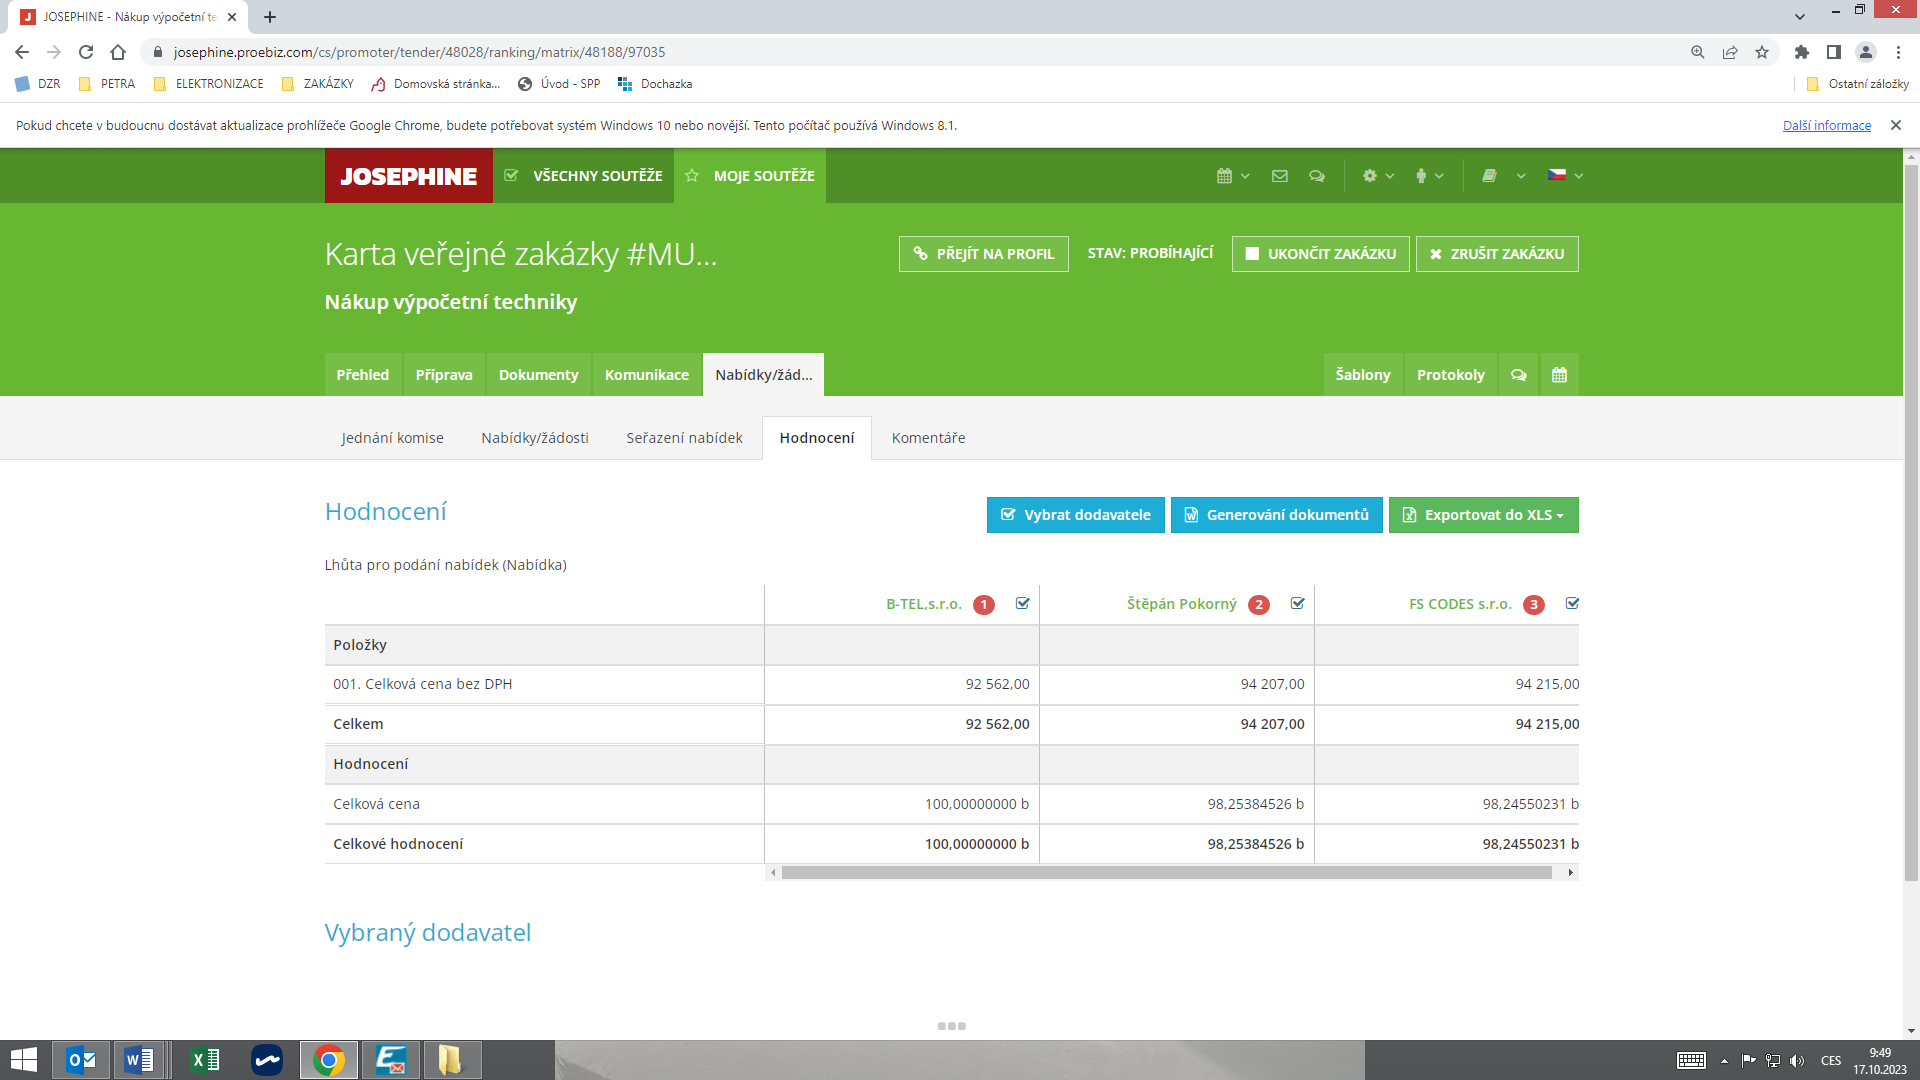 JOSEPHINE - Nákup výpočetní te
josephine.proebiz.com/cs/promoter/tender/48028/ranking/matrix/48188/97035
DZR PETRA ELEKTRONIZACE ZAKÁZKY Domovská stránka... Úvod - SPP Dochazka Ostatní záložky
Pokud chcete v budoucnu dostávat aktualizace prohlížeče Google Chrome, budete potřebovat systém Windows 10 nebo novější. Tento počítač používá Windows 8.1. Další informace
JOSEPHINE VŠECHNY SOUTĚŽE MOJE SOUTĚŽE
Karta veřejné zakázky #MU... PŘEJÍT NA PROFIL STAV: PROBÍHAJÍCÍ UKONČIT ZAKÁZKU ZRUŠIT ZAKÁZKU
Nákup výpočetní techniky
Přehled Příprava Dokumenty Komunikace Nabídky/žád... Šablony Protokoly
Jednání komise Nabídky/žádosti Seřazení nabídek Hodnocení Komentáře
Hodnocení Vybrat dodavatele Generování dokumentů Exportovat do XLS
Lhůta pro podání nabídek (Nabídka)
B-TEL,s.r.o. 1 Štěpán Pokorný 2 FS CODES s.r.o. 3
Položky
001. Celková cena bez DPH 92 562,00 94 207,00 94 215,00
Celkem 92 562,00 94 207,00 94 215,00
Hodnocení
Celková cena 100,00000000 b 98,25384526 b 98,24550231 b
Celkové hodnocení 100,00000000 b 98,25384526 b 98,24550231 b
Vybraný dodavatel
CES 9:49
17.10.2023